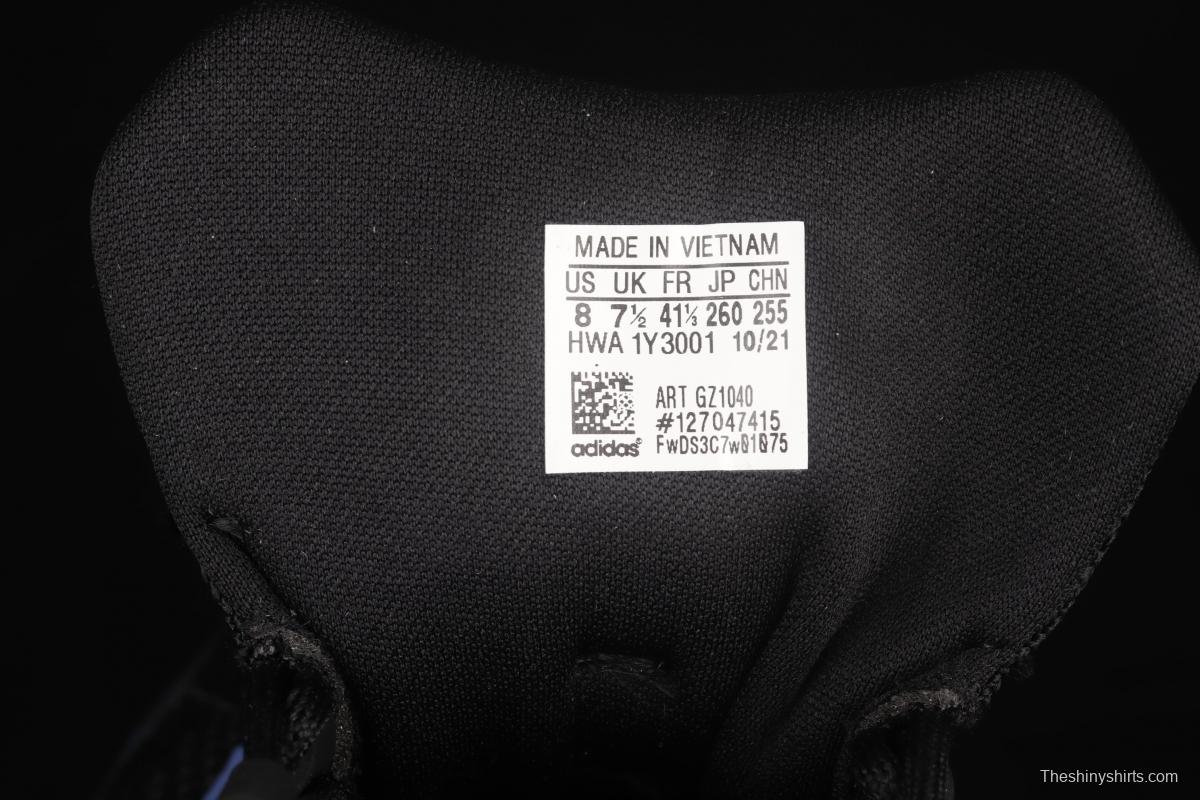 MADE IN VIETNAM
US UK FR JP CHN
8 7½ 41⅓ 260 255
HWA 1Y3001 10/21
ART GZ1040
#127047415
adidas® FwDS3C7w01075
Theshinyshirts.com